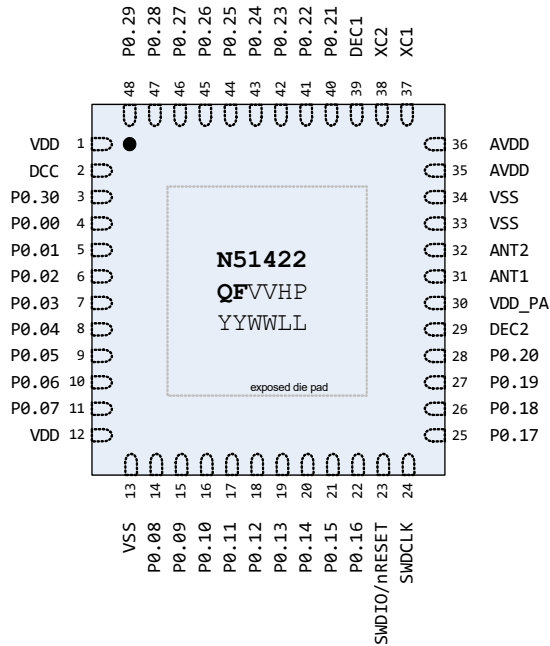 P0.29 P0.28 P0.27 P0.26 P0.25 P0.24 P0.23 P0.22 P0.21 DEC1 XC2 XC1
48 47 46 45 44 43 42 41 40 39 38 37
VDD 1
DCC 2
P0.30 3
P0.00 4
P0.01 5
P0.02 6
P0.03 7
P0.04 8
P0.05 9
P0.06 10
P0.07 11
VDD 12
N51422
QFVVHP
YYWWLL
exposed die pad
36 AVDD
35 AVDD
34 VSS
33 VSS
32 ANT2
31 ANT1
30 VDD_PA
29 DEC2
28 P0.20
27 P0.19
26 P0.18
25 P0.17
13 14 15 16 17 18 19 20 21 22 23 24
VSS P0.08 P0.09 P0.10 P0.11 P0.12 P0.13 P0.14 P0.15 P0.16 SWDIO/nRESET SWDCLK